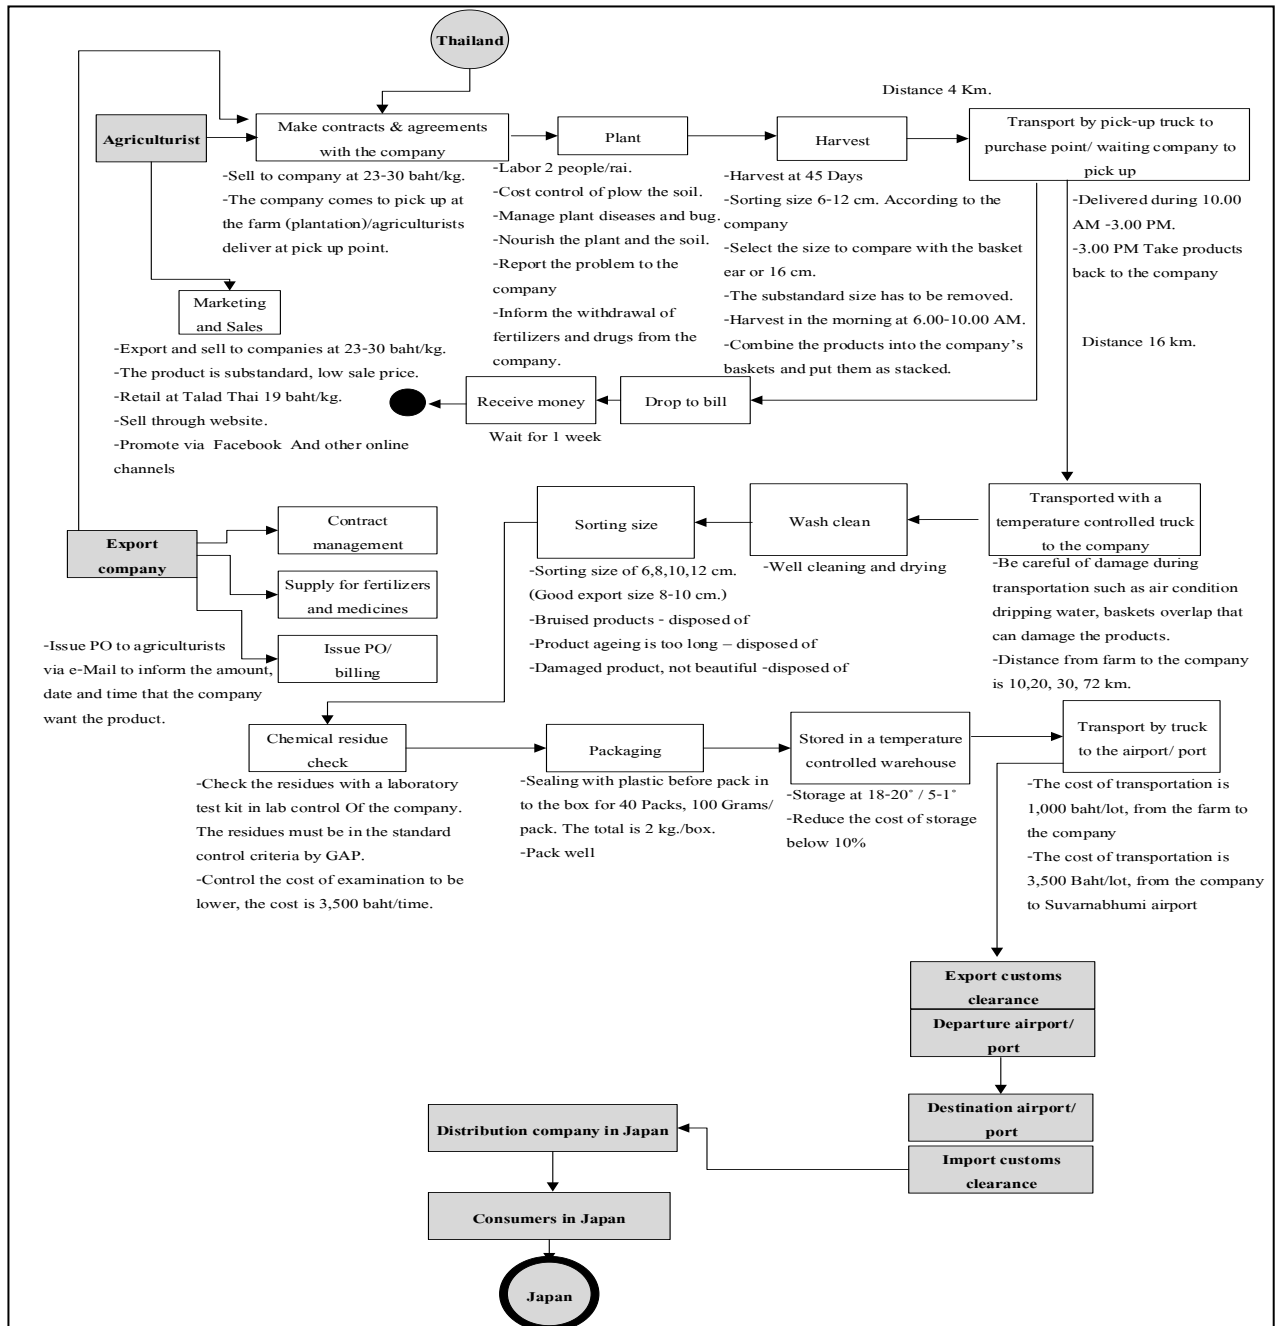 Thailand
Distance 4 Km.
Agriculturist
Make contracts & agreements
with the company
Plant
Harvest
Transport by pick-up truck to
purchase point/ waiting company to
pick up
-Sell to company at 23-30 baht/kg.
-The company comes to pick up at
the farm (plantation)/agriculturists
deliver at pick up point.
-Labor 2 people/rai.
-Cost control of plow the soil.
-Manage plant diseases and bug.
-Nourish the plant and the soil.
-Report the problem to the
company
-Inform the withdrawal of
fertilizers and drugs from the
company.
-Harvest at 45 Days
-Sorting size 6-12 cm. According to the
company
-Select the size to compare with the basket
ear or 16 cm.
-The substandard size has to be removed.
-Harvest in the morning at 6.00-10.00 AM.
-Combine the products into the company's
baskets and put them as stacked.
-Delivered during 10.00
AM -3.00 PM.
-3.00 PM Take products
back to the company
Distance 16 km.
Marketing
and Sales
-Export and sell to companies at 23-30 baht/kg.
-The product is substandard, low sale price.
-Retail at Talad Thai 19 baht/kg.
-Sell through website.
-Promote via  Facebook  And other online
channels
Receive money
Drop to bill
Wait for 1 week
Export
company
Contract
management
Supply for fertilizers
and medicines
Issue PO/
billing
-Issue PO to agriculturists
via e-Mail to inform the amount,
date and time that the company
want the product.
Sorting size
Wash clean
Transported with a
temperature controlled truck
to the company
-Sorting size of 6,8,10,12 cm.
(Good export size 8-10 cm.)
-Bruised products - disposed of
-Product ageing is too long – disposed of
-Damaged product, not beautiful -disposed of
-Well cleaning and drying
-Be careful of damage during
transportation such as air condition
dripping water, baskets overlap that
can damage the products.
-Distance from farm to the company
is 10,20, 30, 72 km.
Chemical residue
check
Packaging
Stored in a temperature
controlled warehouse
Transport by truck
to the airport/ port
-Check the residues with a laboratory
test kit in lab control Of the company.
The residues must be in the standard
control criteria by GAP.
-Control the cost of examination to be
lower, the cost is 3,500 baht/time.
-Sealing with plastic before pack in
to the box for 40 Packs, 100 Grams/
pack. The total is 2 kg./box.
-Pack well
-Storage at 18-20˚ / 5-1˚
-Reduce the cost of storage
below 10%
-The cost of transportation is
1,000 baht/lot, from the farm to
the company
-The cost of transportation is
3,500 Baht/lot, from the company
to Suvarnabhumi airport
Export customs
clearance
Departure airport/
port
Destination airport/
port
Import customs
clearance
Distribution company in Japan
Consumers in Japan
Japan